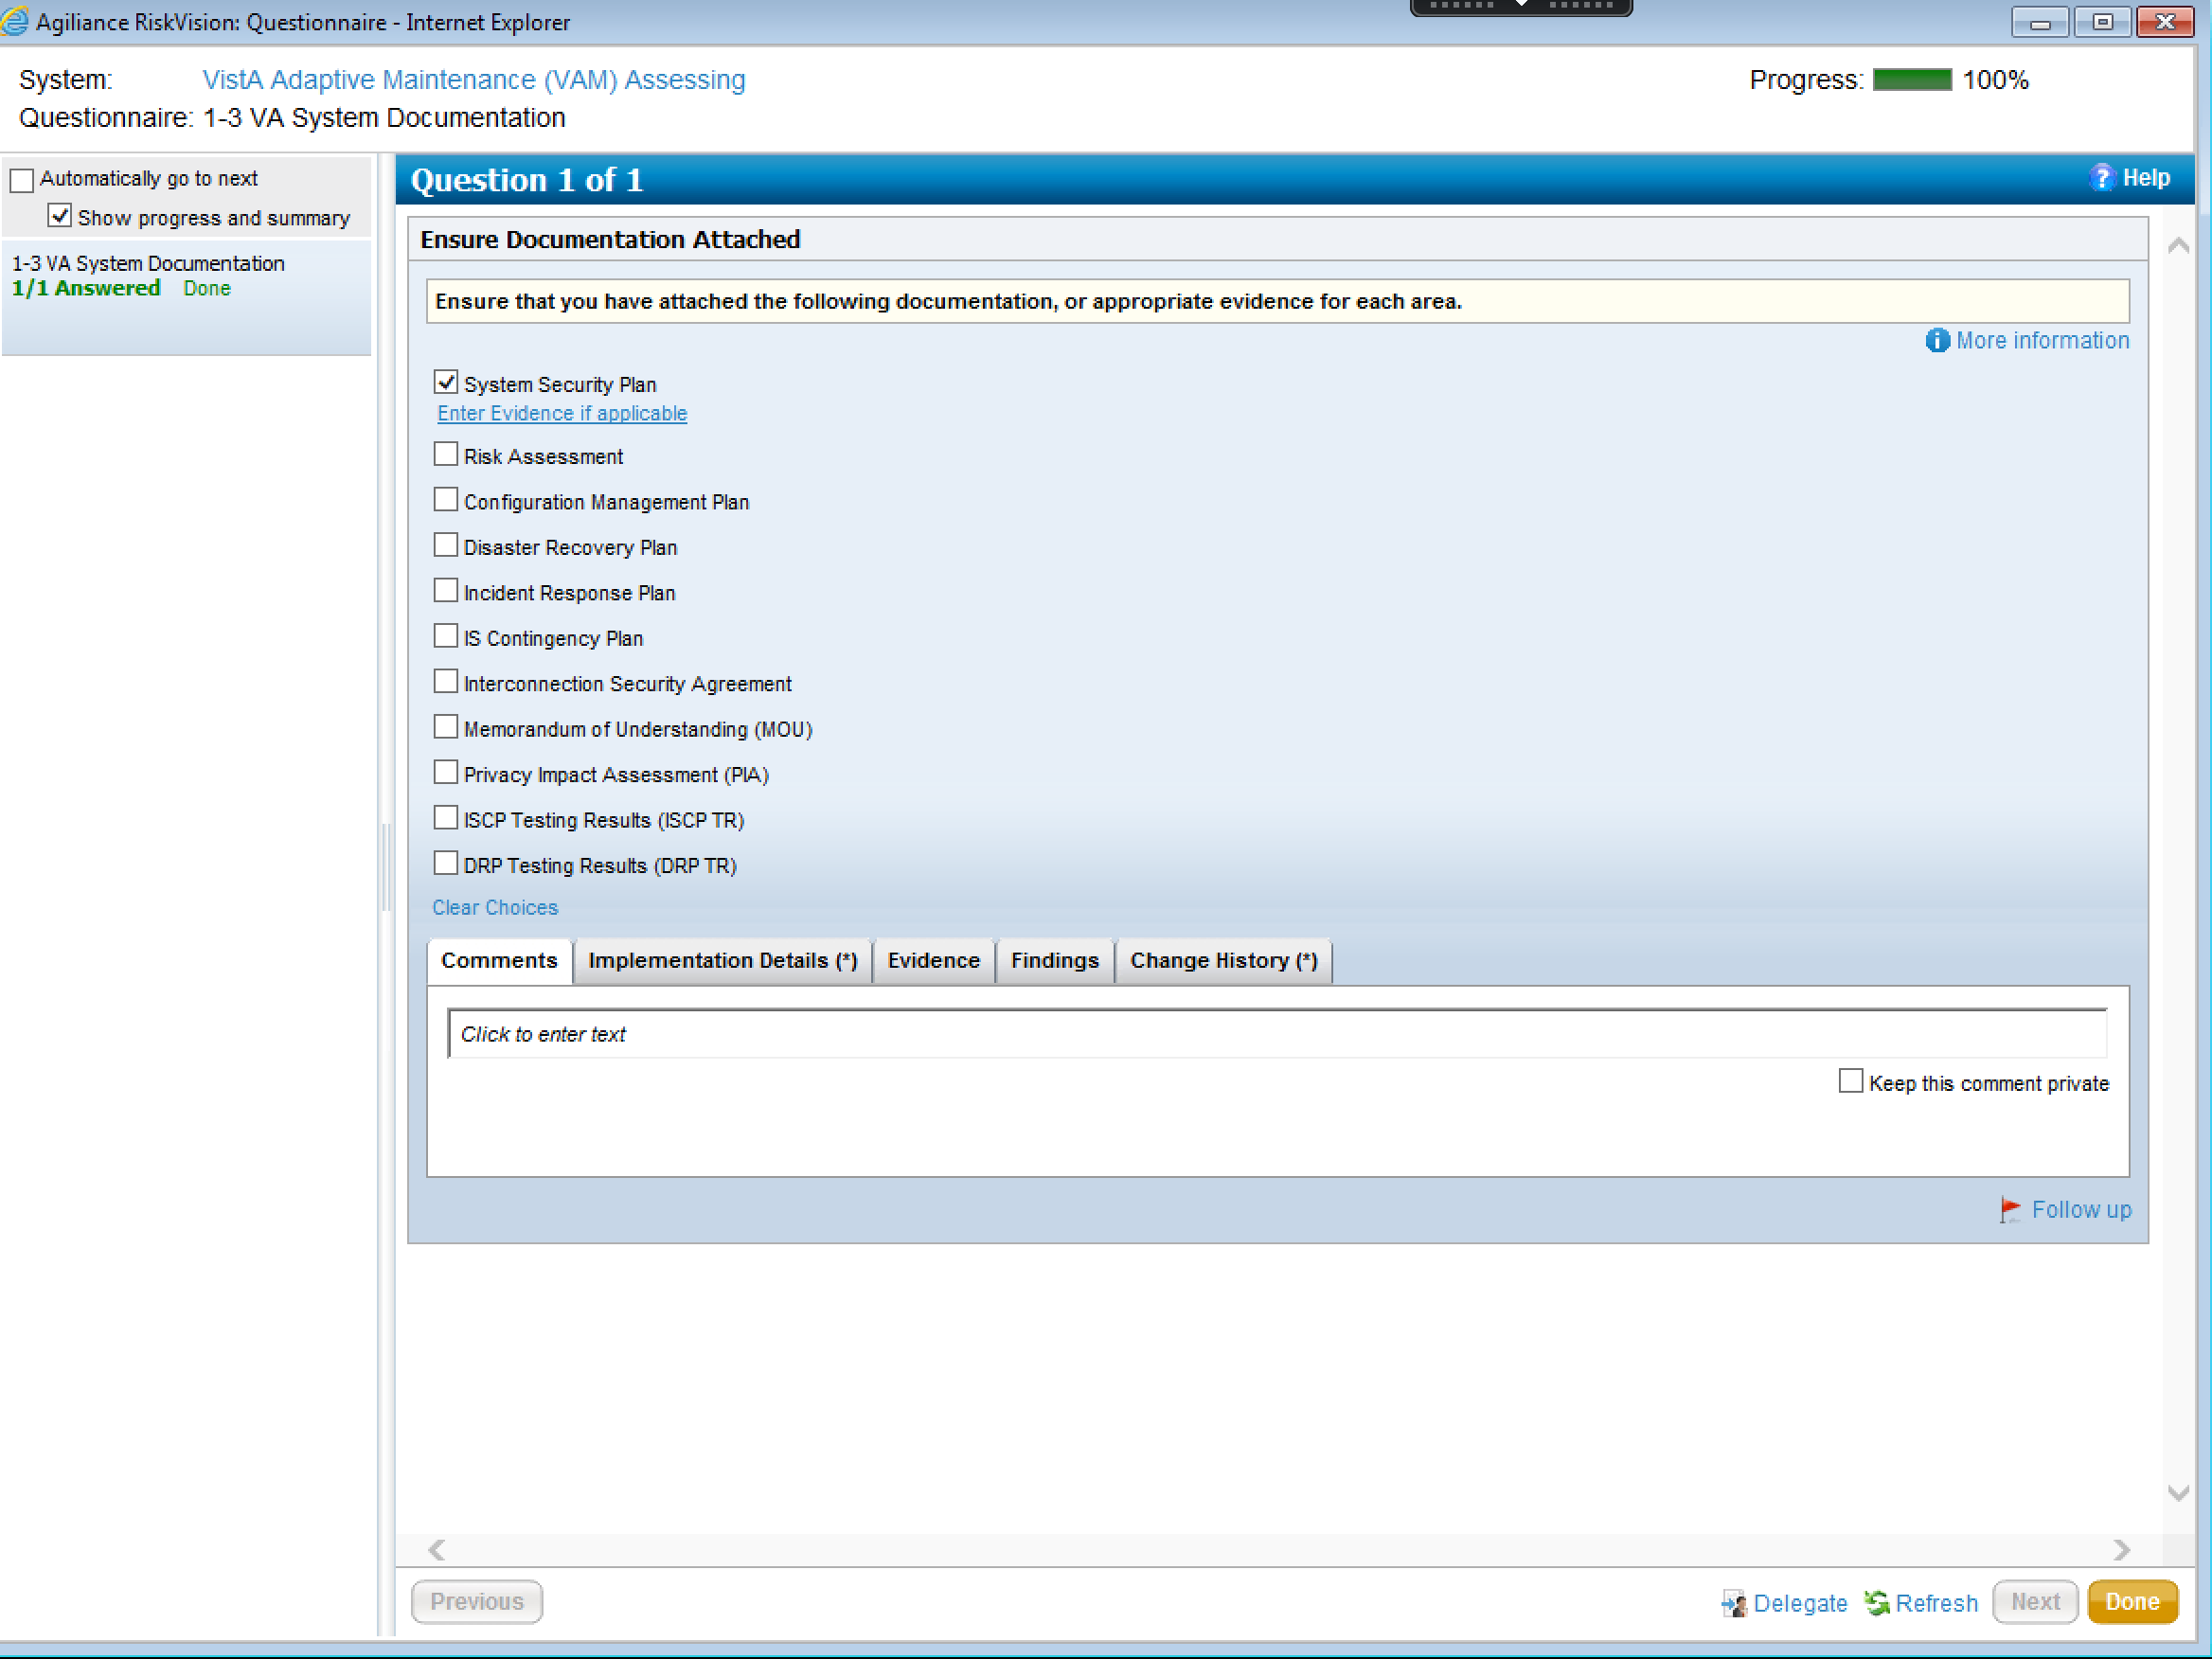 Agiliance RiskVision: Questionnaire - Internet Explorer
System: VistA Adaptive Maintenance (VAM) Assessing
Progress: 100%
Questionnaire: 1-3 VA System Documentation
Automatically go to next
Show progress and summary
1-3 VA System Documentation
1/1 Answered Done
Question 1 of 1
Help
Ensure Documentation Attached
Ensure that you have attached the following documentation, or appropriate evidence for each area.
More information
System Security Plan
Enter Evidence if applicable
Risk Assessment
Configuration Management Plan
Disaster Recovery Plan
Incident Response Plan
IS Contingency Plan
Interconnection Security Agreement
Memorandum of Understanding (MOU)
Privacy Impact Assessment (PIA)
ISCP Testing Results (ISCP TR)
DRP Testing Results (DRP TR)
Clear Choices
Comments Implementation Details (*) Evidence Findings Change History (*)
Click to enter text
Keep this comment private
Follow up
Previous Delegate Refresh Next Done